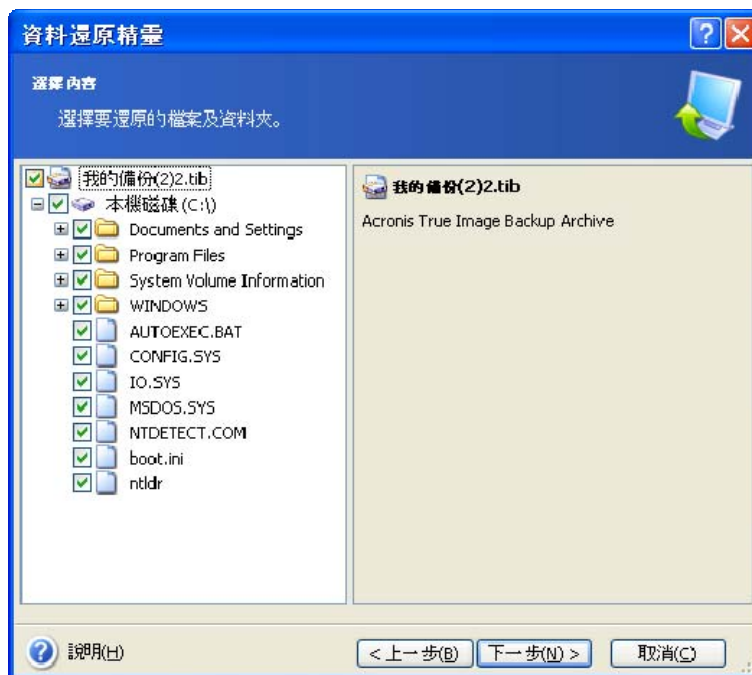 資料還原精靈
選擇內容
選擇要還原的檔案及資料夾。
我的備份(2)2.tib
本機磁碟 (C:\)
Documents and Settings
Program Files
System Volume Information
WINDOWS
AUTOEXEC.BAT
CONFIG.SYS
IO.SYS
MSDOS.SYS
NTDETECT.COM
boot.ini
ntldr
我的備份(2)2.tib
Acronis True Image Backup Archive
說明(H)
< 上一步(B)
下一步(N) >
取消(C)